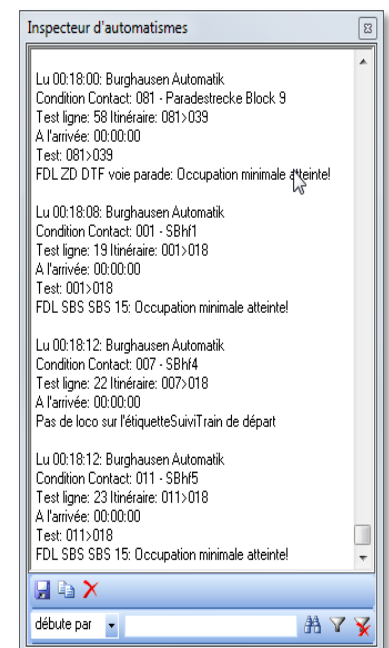 Inspecteur d'automatismes
Lu 00:18:00: Burghausen Automatik
Condition Contact: 081 - Paradestrecke Block 9
Test ligne: 58 Itinéraire: 081>039
A l'arrivée: 00:00:00
Test: 081>039
FDL ZD DTF voie parade: Occupation minimale atteinte!
Lu 00:18:08: Burghausen Automatik
Condition Contact: 001 - SBhf1
Test ligne: 19 Itinéraire: 001>018
A l'arrivée: 00:00:00
Test: 001>018
FDL SBS SBS 15: Occupation minimale atteinte!
Lu 00:18:12: Burghausen Automatik
Condition Contact: 007 - SBhf4
Test ligne: 22 Itinéraire: 007>018
A l'arrivée: 00:00:00
Pas de loco sur l'étiquetteSuiviTrain de départ
Lu 00:18:12: Burghausen Automatik
Condition Contact: 011 - SBhf5
Test ligne: 23 Itinéraire: 011>018
A l'arrivée: 00:00:00
Test: 011>018
FDL SBS SBS 15: Occupation minimale atteinte!
débute par